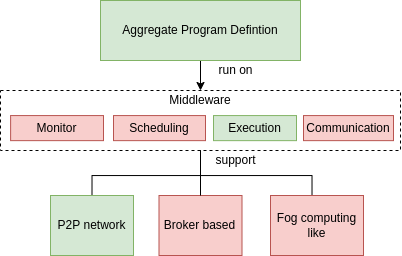 Aggregate Program Defintion
run on
Middleware
Monitor
Scheduling
Execution
Communication
support
P2P network
Broker based
Fog computing
like